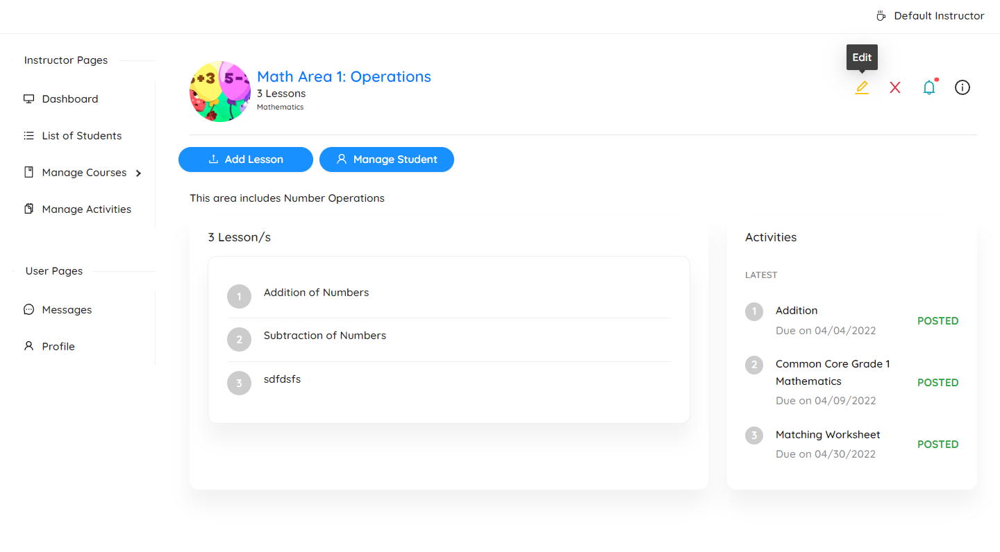 Default Instructor
Instructor Pages
Dashboard
List of Students
Manage Courses
Manage Activities
User Pages
Messages
Profile
+3 5-
Math Area 1: Operations
3 Lessons
Mathematics
Edit
Add Lesson
Manage Student
This area includes Number Operations
3 Lesson/s
1 Addition of Numbers
2 Subtraction of Numbers
3 sdfdsfs
Activities
LATEST
1 Addition
Due on 04/04/2022
POSTED
2 Common Core Grade 1
Mathematics
Due on 04/09/2022
POSTED
3 Matching Worksheet
Due on 04/30/2022
POSTED